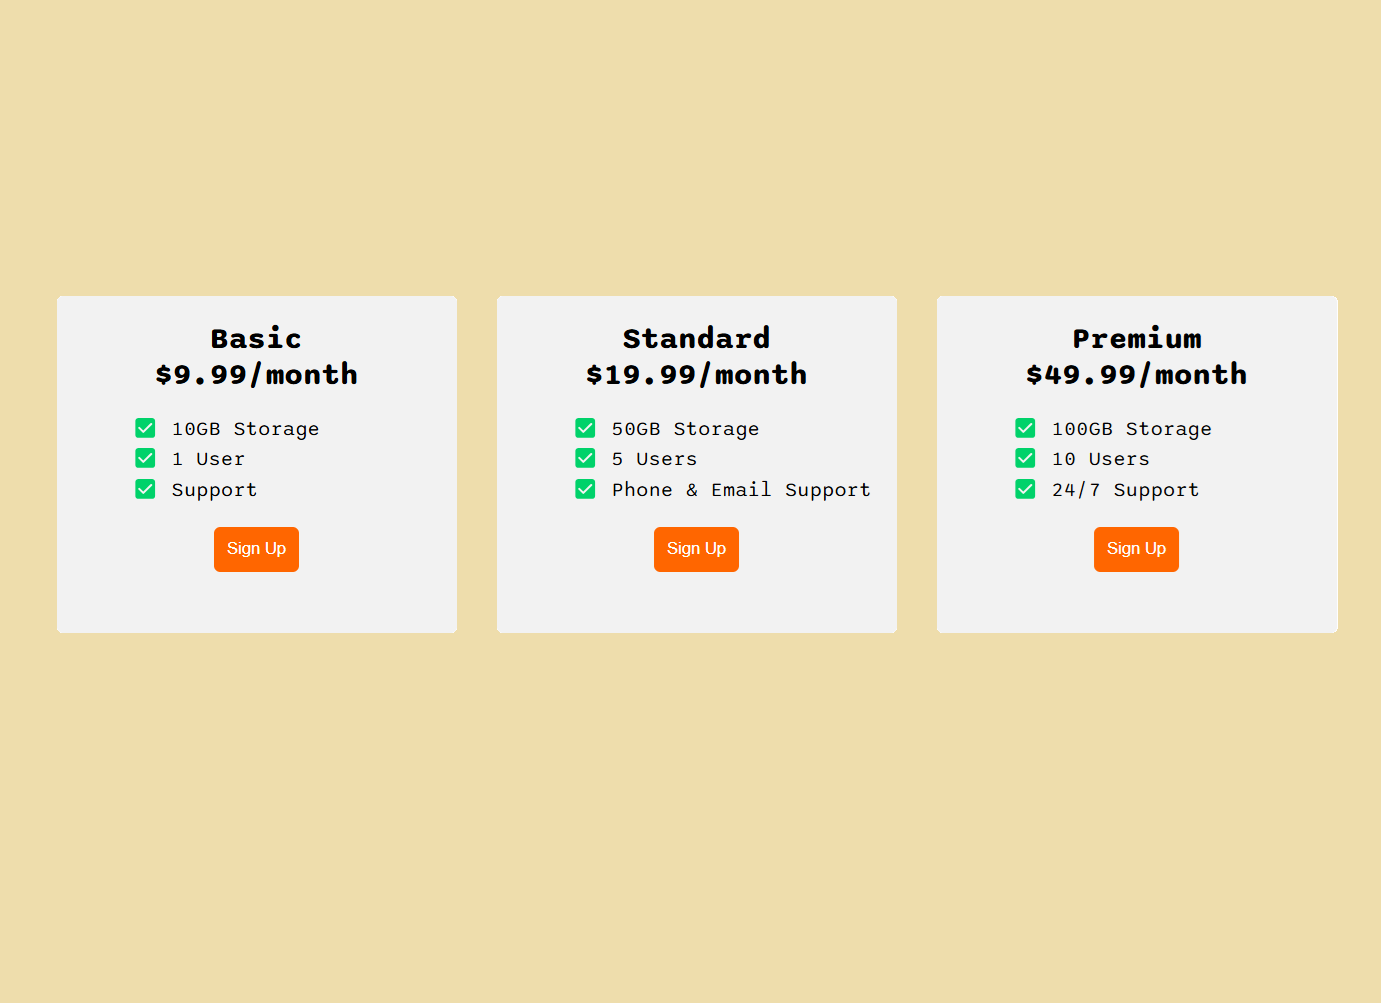 Basic
$9.99/month
10GB Storage
1 User
Support
Sign Up
Standard
$19.99/month
50GB Storage
5 Users
Phone & Email Support
Sign Up
Premium
$49.99/month
100GB Storage
10 Users
24/7 Support
Sign Up